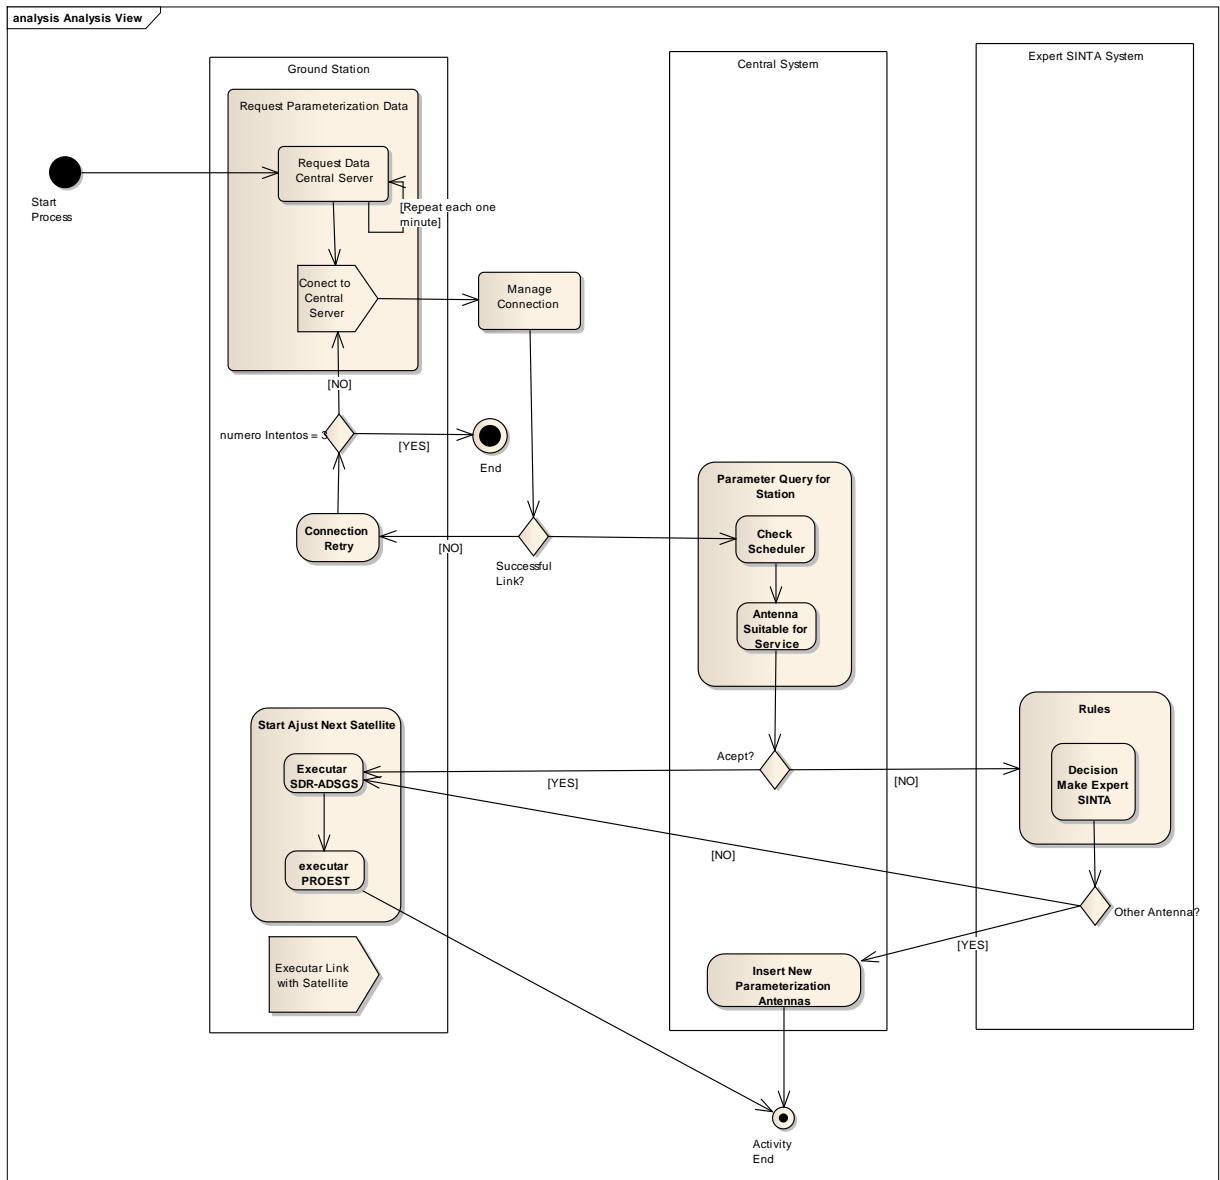 analysis Analysis View
Ground Station
Central System
Expert SINTA System
Request Parameterization Data
Request Data
Central Server
Start
Process
[Repeat each one
minute]
Conect to
Central
Server
Manage
Connection
[NO]
numero Intentos = 3
[YES]
End
Parameter Query for
Station
Connection
Retry
[NO]
Successful
Link?
Check
Scheduler
Antenna
Suitable for
Service
Start Ajust Next Satellite
Executar
SDR-ADSGS
Acept?
[YES]
[NO]
Rules
Decision
Make Expert
SINTA
executar
PROEST
[NO]
Other Antenna?
[YES]
Executar Link
with Satellite
Insert New
Parameterization
Antennas
Activity
End